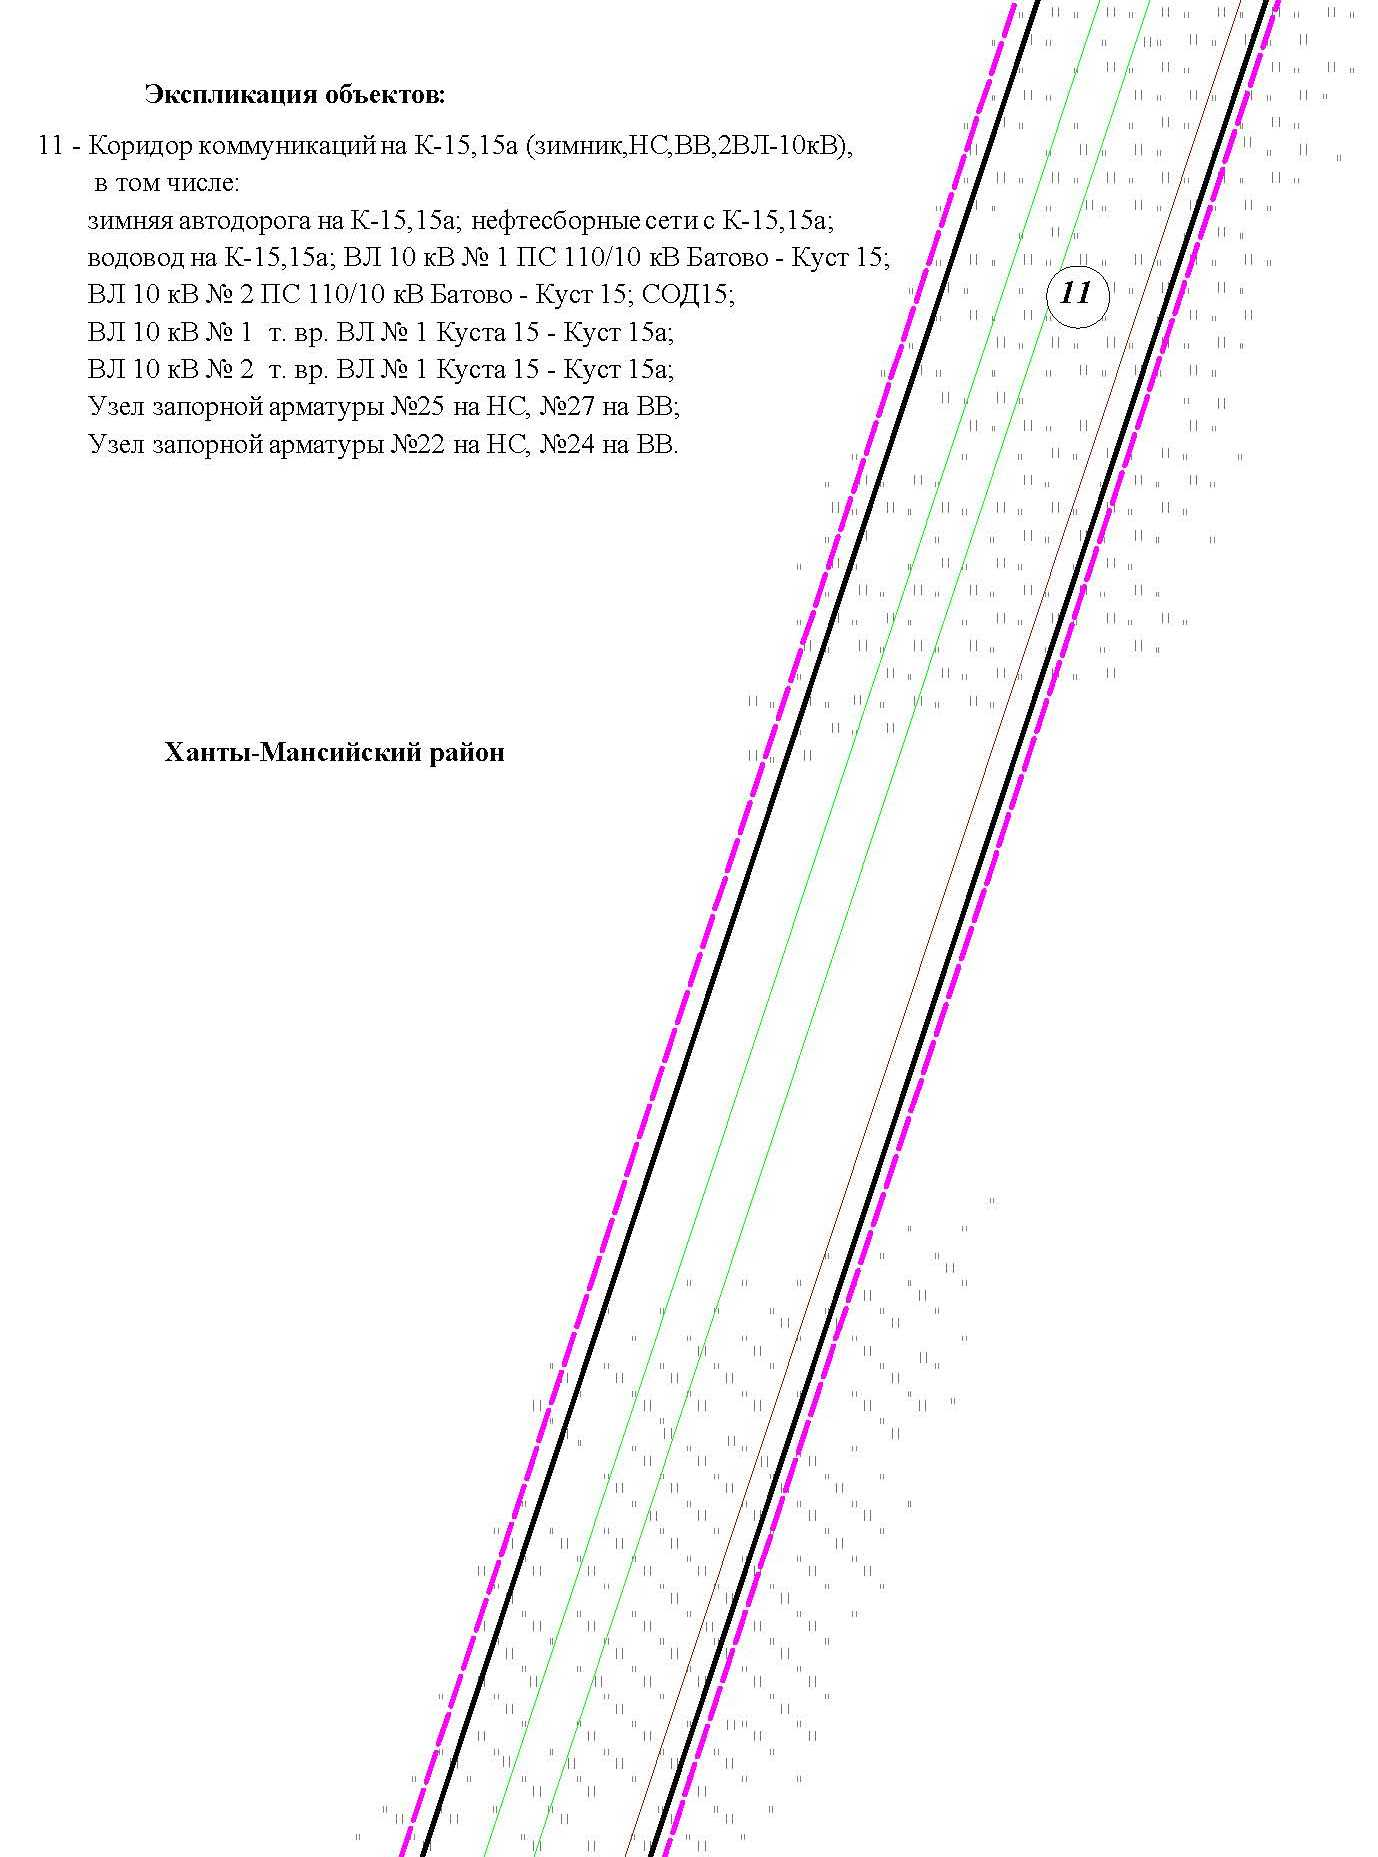 Экспликация объектов:
11 - Коридор коммуникаций на К-15,15а (зимник,НС,ВВ,2ВЛ-10кВ),
в том числе:
зимняя автодорога на К-15,15а; нефтесборные сети с К-15,15а;
водовод на К-15,15а; ВЛ 10 кВ № 1 ПС 110/10 кВ Батово - Куст 15;
ВЛ 10 кВ № 2 ПС 110/10 кВ Батово - Куст 15; СОД15;
ВЛ 10 кВ № 1 т. вр. ВЛ № 1 Куста 15 - Куст 15а;
ВЛ 10 кВ № 2 т. вр. ВЛ № 1 Куста 15 - Куст 15а;
Узел запорной арматуры №25 на НС, №27 на ВВ;
Узел запорной арматуры №22 на НС, №24 на ВВ.
11
Ханты-Мансийский район